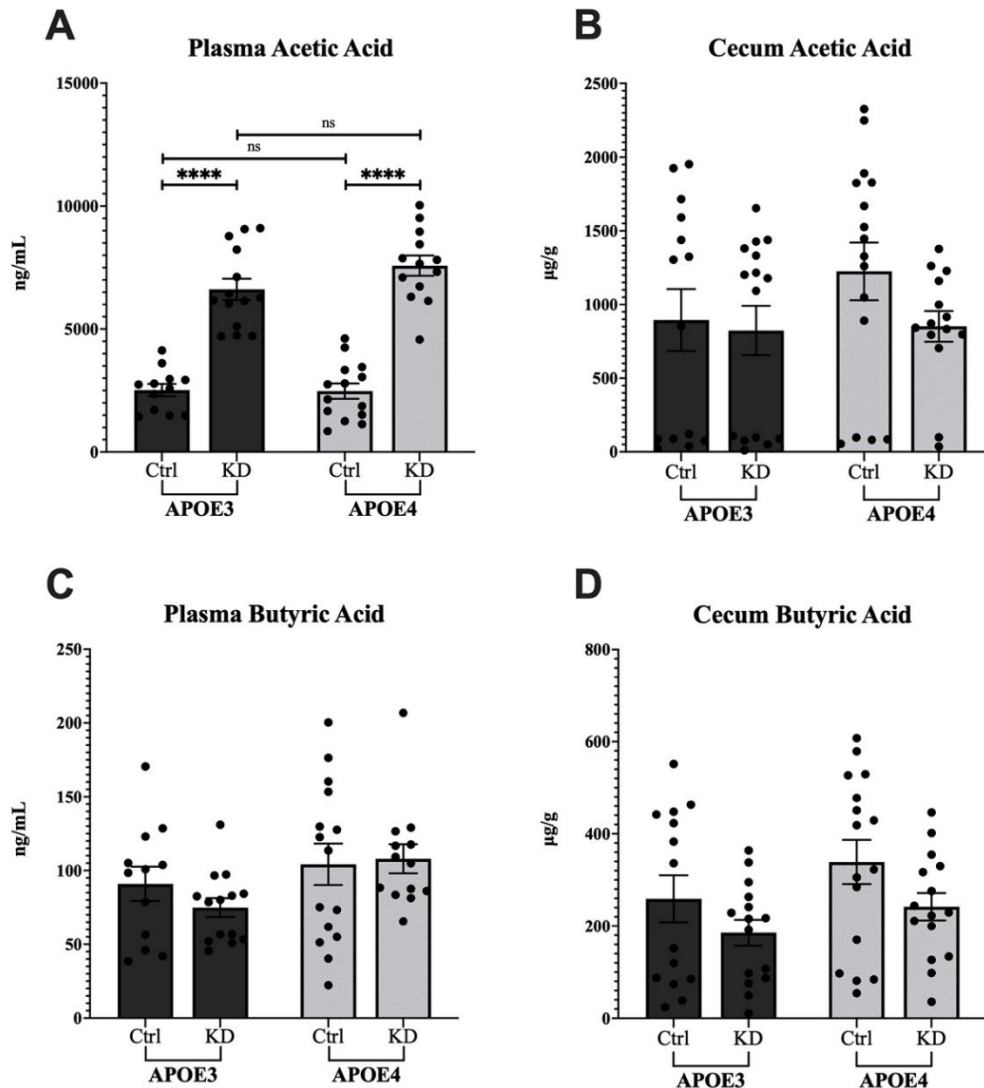 A
Plasma Acetic Acid
15000
10000
5000
0
ng/mL
ns
ns
****
****
Ctrl KD Ctrl KD
APOE3 APOE4
B
Cecum Acetic Acid
2500
2000
1500
1000
500
0
µg/g
Ctrl KD Ctrl KD
APOE3 APOE4
C
Plasma Butyric Acid
250
200
150
100
50
0
ng/mL
Ctrl KD Ctrl KD
APOE3 APOE4
D
Cecum Butyric Acid
800
600
400
200
0
µg/g
Ctrl KD Ctrl KD
APOE3 APOE4